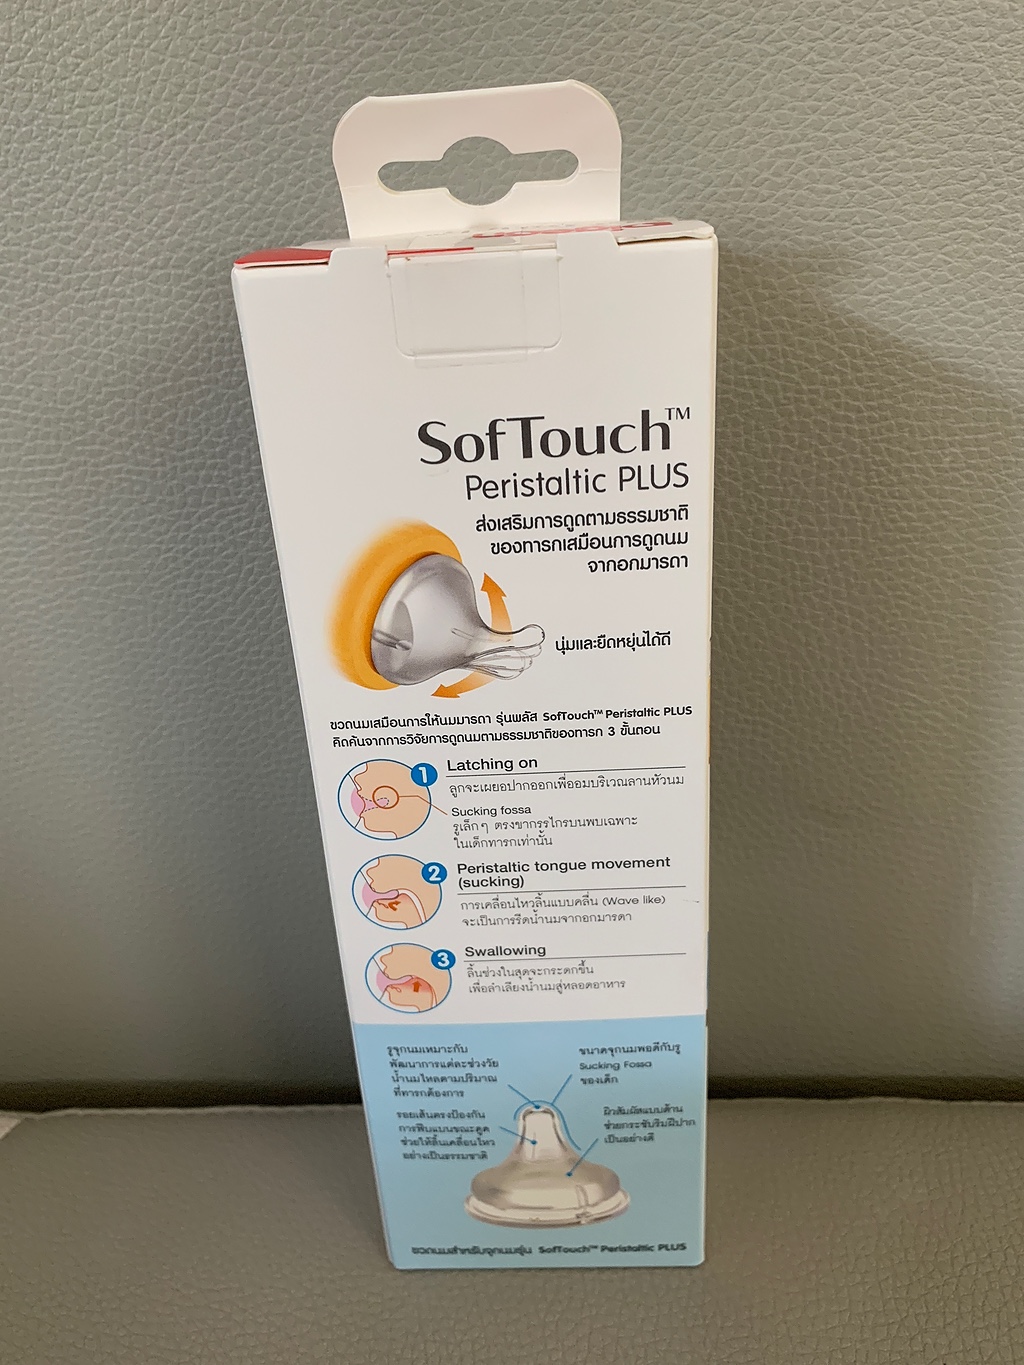 SofTouch™
Peristaltic PLUS
ส่งเสริมการดูดตามธรรมชาติ
ของทารกเสมือนการดูดนม
จากอกมารดา
นุ่มและยืดหยุ่นได้ดี
ขวดนมเสมือนการให้นมมารดา รุ่นพลัส SofTouch™ Peristaltic PLUS
คิดค้นจากการวิจัยการดูดนมตามธรรมชาติของทารก 3 ขั้นตอน
1 Latching on
ลูกจะเผยอปากออกเพื่ออมบริเวณลานหัวนม
Sucking fossa
รูเล็กๆ ตรงขากรรไกรบนพบเฉพาะ
ในเด็กทารกเท่านั้น
2 Peristaltic tongue movement
(sucking)
การเคลื่อนไหวลิ้นแบบคลื่น (Wave like)
จะเป็นการรีดน้ำนมจากอกมารดา
3 Swallowing
ลิ้นช่วงในสุดจะกระดกขึ้น
เพื่อลำเลียงน้ำนมสู่หลอดอาหาร
รูจุกนมเหมาะกับ
พัฒนาการแต่ละช่วงวัย
น้ำนมไหลตามปริมาณ
ที่ทารกต้องการ
ขนาดจุกนมพอดีกับรู
Sucking Fossa
ของเด็ก
รอยเส้นตรงป้องกัน
การฟีบแบนขณะดูด
ช่วยให้ลิ้นเคลื่อนไหว
อย่างเป็นธรรมชาติ
ผิวสัมผัสแบบด้าน
ช่วยกระชับริมฝีปาก
เป็นอย่างดี
ขวดนมสำหรับจุกนมรุ่น SofTouch™ Peristaltic PLUS